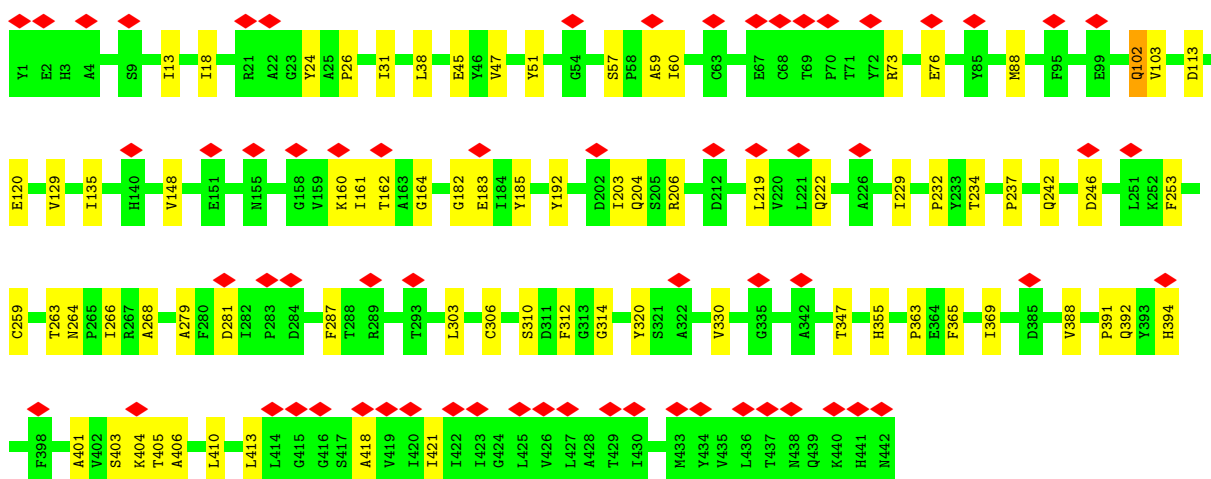 Y1 E2 H3 A4 S9 I13 I18 R21 A22 G23 Y24 A25 P26 I31 L38 E45 Y46 V47 Y51 G54 S57 P58 A59 I60 C63 E67 C68 T69 P70 T71 Y72 R73 E76 Y85 M88 F95 E99 Q102 V103 D113
E120 V129 I135 H140 V148 E151 N155 G158 V159 K160 I161 T162 A163 G164 G182 E183 I184 Y185 Y192 D202 I203 Q204 S205 R206 D212 L219 V220 L221 Q222 A226 I229 P232 Y233 T234 P237 Q242 D246 L251 K252 F253
C259 T263 N264 P265 I266 R267 A268 A279 F280 D281 I282 P283 D284 F287 T288 R289 T293 L303 C306 S310 D311 F312 G313 G314 Y320 S321 A322 V330 G335 A342 T347 H355 P363 E364 F365 I369 D385 V388 P391 Q392 Y393 H394
F398 A401 V402 S403 K404 T405 A406 L410 L413 L414 G415 G416 S417 A418 V419 I420 I421 I422 I423 G424 L425 V426 L427 A428 T429 I430 M433 Y434 V435 L436 T437 N438 Q439 K440 H441 N442